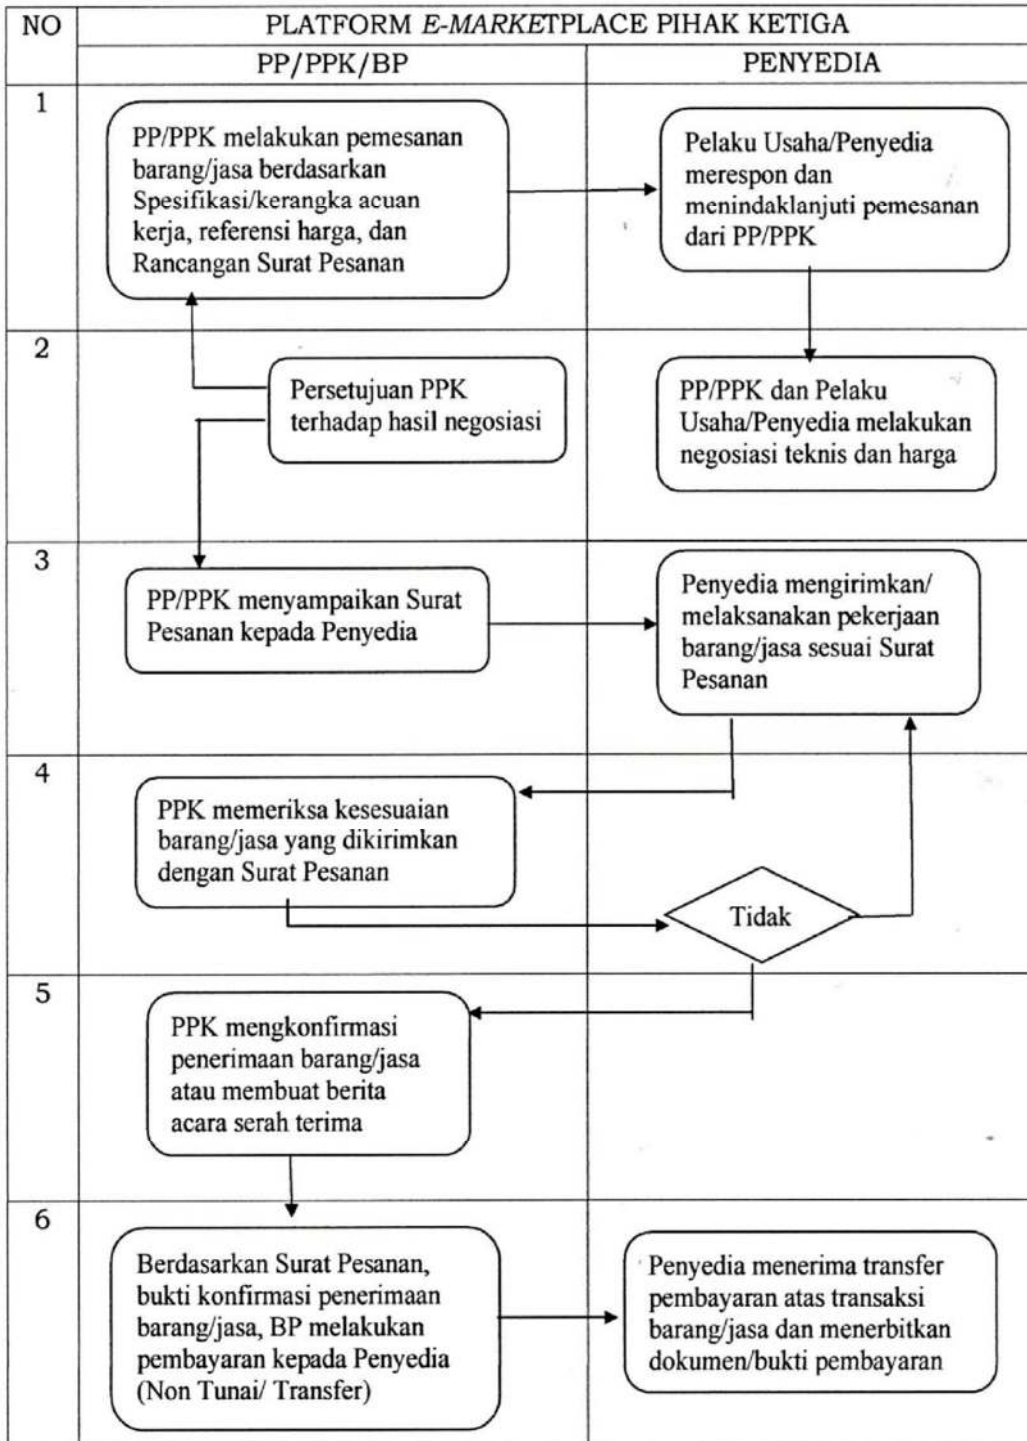 NO
PLATFORM E-MARKETPLACE PIHAK KETIGA
PP/PPK/BP
PENYEDIA
1
PP/PPK melakukan pemesanan
barang/jasa berdasarkan
Spesifikasi/kerangka acuan
kerja, referensi harga, dan
Rancangan Surat Pesanan
Pelaku Usaha/Penyedia
merespon dan
menindaklanjuti pemesanan
dari PP/PPK
2
Persetujuan PPK
terhadap hasil negosiasi
PP/PPK dan Pelaku
Usaha/Penyedia melakukan
negosiasi teknis dan harga
3
PP/PPK menyampaikan Surat
Pesanan kepada Penyedia
Penyedia mengirimkan/
melaksanakan pekerjaan
barang/jasa sesuai Surat
Pesanan
4
PPK memeriksa kesesuaian
barang/jasa yang dikirimkan
dengan Surat Pesanan
Tidak
5
PPK mengkonfirmasi
penerimaan barang/jasa
atau membuat berita
acara serah terima
6
Berdasarkan Surat Pesanan,
bukti konfirmasi penerimaan
barang/jasa, BP melakukan
pembayaran kepada Penyedia
(Non Tunai/ Transfer)
Penyedia menerima transfer
pembayaran atas transaksi
barang/jasa dan menerbitkan
dokumen/bukti pembayaran